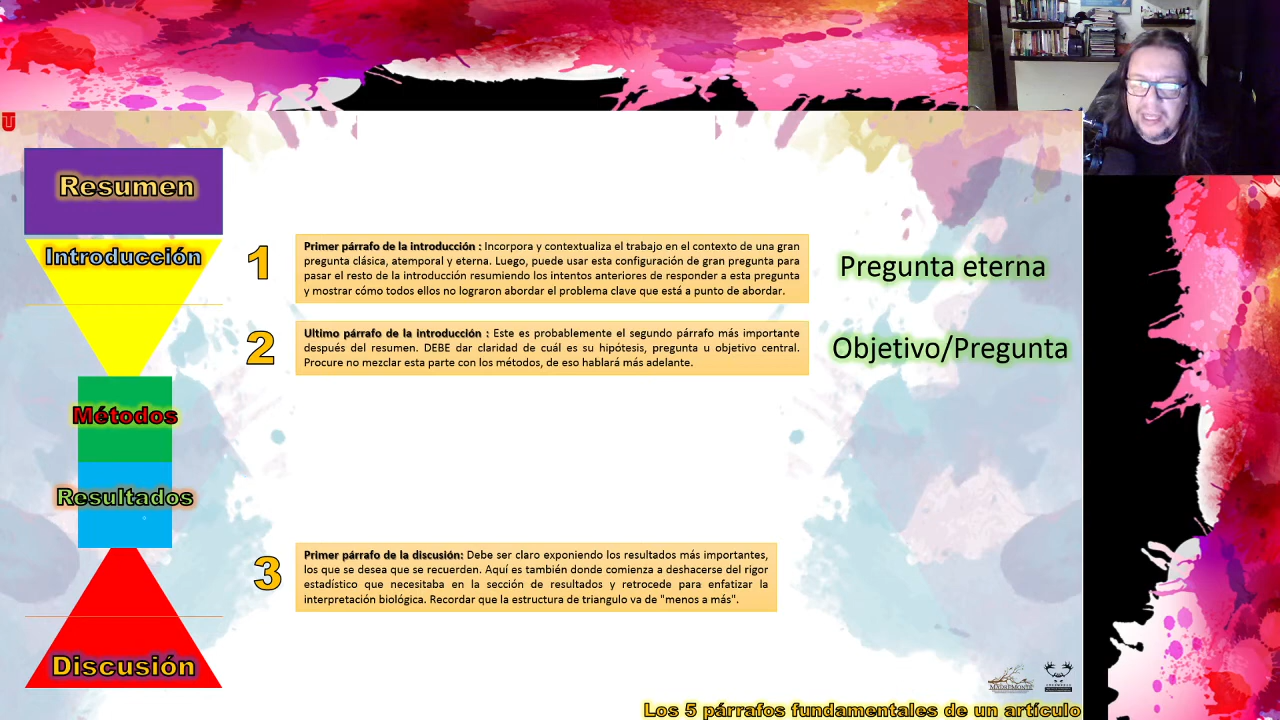 Resumen
Introducción
Métodos
Resultados
Discusión
1
Primer párrafo de la introducción : Incorpora y contextualiza el trabajo en el contexto de una gran
pregunta clásica, atemporal y eterna. Luego, puede usar esta configuración de gran pregunta para
pasar el resto de la introducción resumiendo los intentos anteriores de responder a esta pregunta
y mostrar cómo todos ellos no lograron abordar el problema clave que está a punto de abordar.
Pregunta eterna
2
Ultimo párrafo de la introducción : Este es probablemente el segundo párrafo más importante
después del resumen. DEBE dar claridad de cuál es su hipótesis, pregunta u objetivo central.
Procure no mezclar esta parte con los métodos, de eso hablará más adelante.
Objetivo/Pregunta
3
Primer párrafo de la discusión: Debe ser claro exponiendo los resultados más importantes,
los que se desea que se recuerden. Aquí es también donde comienza a deshacerse del rigor
estadístico que necesitaba en la sección de resultados y retrocede para enfatizar la
interpretación biológica. Recordar que la estructura de triangulo va de "menos a más".
MADREMONTE
Los 5 párrafos fundamentales de un artículo